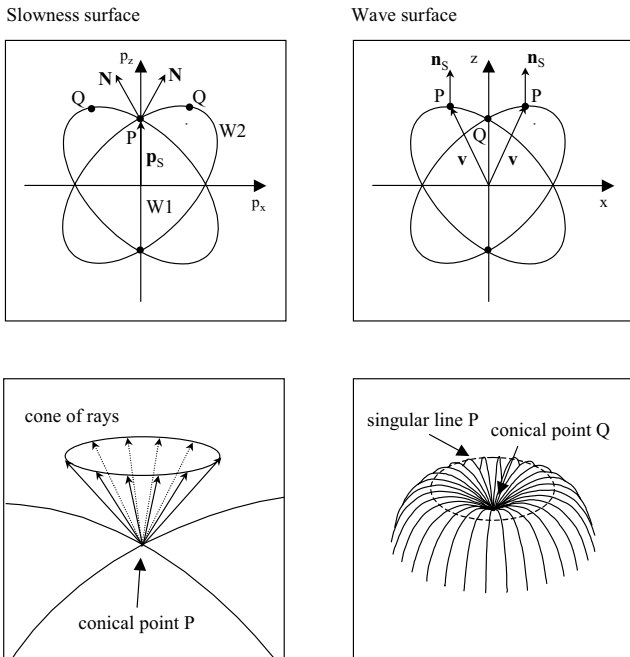 Slowness surface
Wave surface
p_z
N N
Q Q
P
W2
p_S
W1
p_x
n_S z n_S
P P
Q
v v
x
cone of rays
conical point P
singular line P
conical point Q